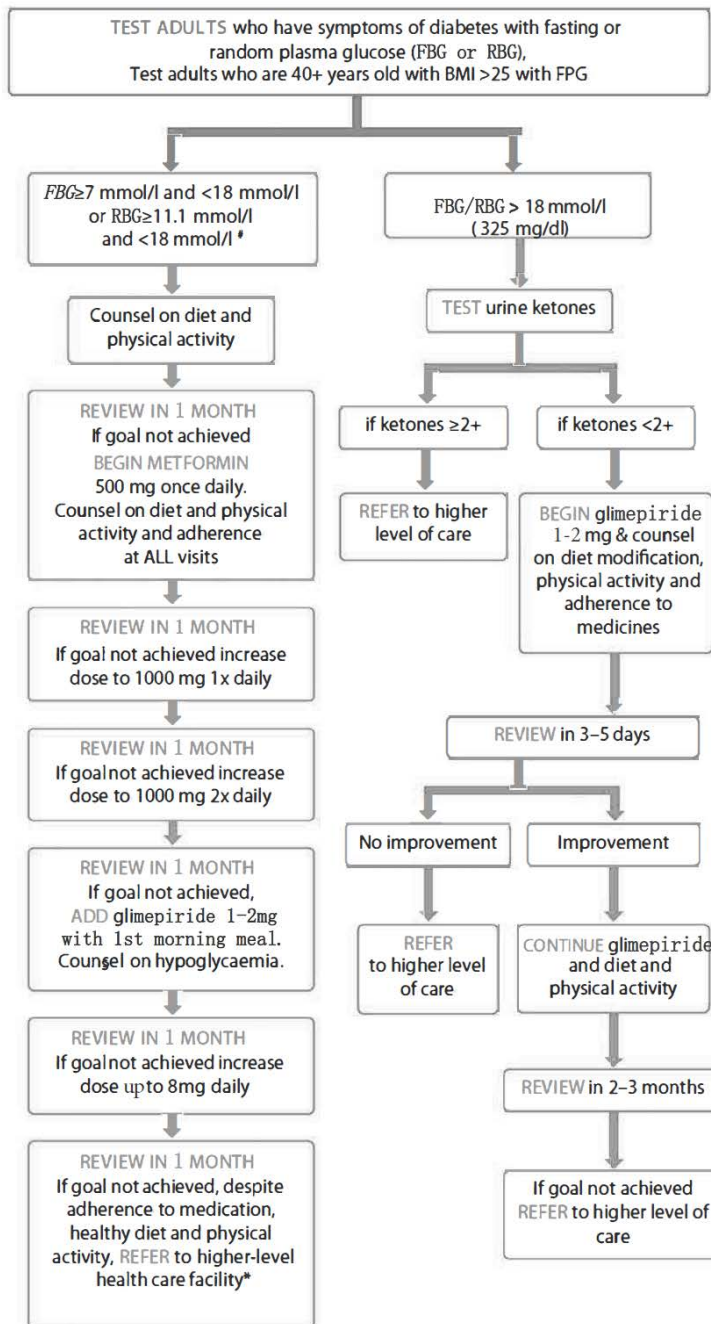 TEST ADULTS who have symptoms of diabetes with fasting or
random plasma glucose (FBG or RBG),
Test adults who are 40+ years old with BMI >25 with FPG
FBG≥7 mmol/l and <18 mmol/l
or RBG≥11.1 mmol/l
and <18 mmol/l #
Counsel on diet and
physical activity
REVIEW IN 1 MONTH
If goal not achieved
BEGIN METFORMIN
500 mg once daily.
Counsel on diet and physical
activity and adherence
at ALL visits
REVIEW IN 1 MONTH
If goal not achieved increase
dose to 1000 mg 1x daily
REVIEW IN 1 MONTH
If goal not achieved increase
dose to 1000 mg 2x daily
REVIEW IN 1 MONTH
If goal not achieved,
ADD glimepiride 1-2mg
with 1st morning meal.
Counşel on hypoglycaemia.
REVIEW IN 1 MONTH
If goal not achieved increase
dose up to 8mg daily
REVIEW IN 1 MONTH
If goal not achieved, despite
adherence to medication,
healthy diet and physical
activity, REFER to higher-level
health care facility*
FBG/RBG > 18 mmol/l
(325 mg/dl)
TEST urine ketones
if ketones ≥2+
REFER to higher
level of care
if ketones <2+
BEGIN glimepiride
1-2 mg & counsel
on diet modification,
physical activity and
adherence to
medicines
REVIEW in 3–5 days
No improvement
REFER
to higher level
of care
Improvement
CONTINUE glimepiride
and diet and
physical activity
REVIEW in 2–3 months
If goal not achieved
REFER to higher level of
care